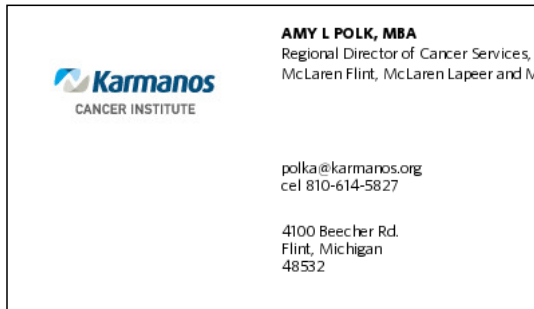 Karmanos
CANCER INSTITUTE
AMY L POLK, MBA
Regional Director of Cancer Services,
McLaren Flint, McLaren Lapeer and
polka@karmanos.org
cel 810-614-5827
4100 Beecher Rd.
Flint, Michigan
48532